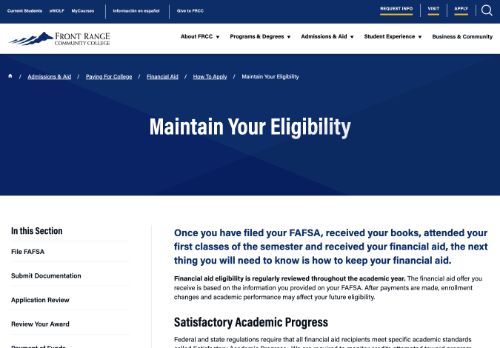 Current Students eWOLF MyCourses Información en español Give to FRCC REQUEST INFO VISIT APPLY
FRONT RANGE
COMMUNITY COLLEGE
About FRCC Programs & Degrees Admissions & Aid Student Experience Business & Community
/ Admissions & Aid / Paying For College / Financial Aid / How To Apply / Maintain Your Eligibility
Maintain Your Eligibility
In this Section
File FAFSA
Submit Documentation
Application Review
Review Your Award
Payment of Funds
Once you have filed your FAFSA, received your books, attended your
first classes of the semester and received your financial aid, the next
thing you will need to know is how to keep your financial aid.
Financial aid eligibility is regularly reviewed throughout the academic year. The financial aid offer you
receive is based on the information you provided on your FAFSA. After payments are made, enrollment
changes and academic performance may affect your future eligibility.
Satisfactory Academic Progress
Federal and state regulations require that all financial aid recipients meet specific academic standards